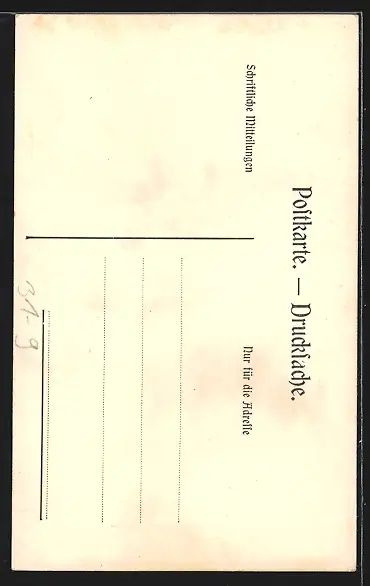 Poſtkarte. — Druckſache.
Schriftliche Mitteilungen
Nur für die Adreſſe
31-9